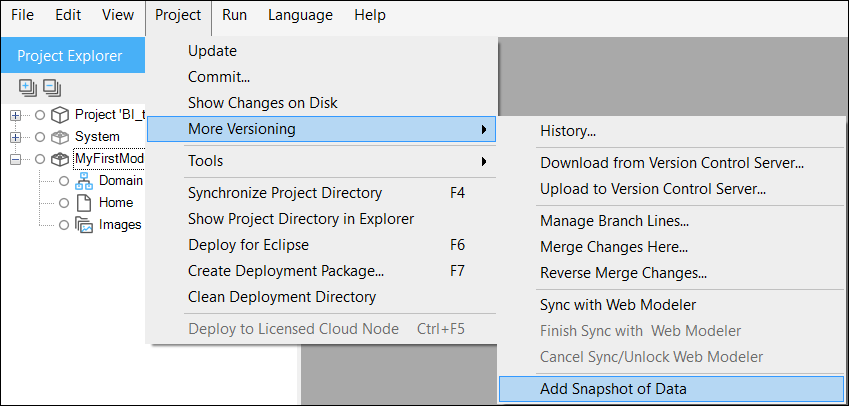 File Edit View Project Run Language Help
Project Explorer
Project 'BI_t
System
MyFirstMod
Domain
Home
Images
Update
Commit...
Show Changes on Disk
More Versioning
Tools
Synchronize Project Directory F4
Show Project Directory in Explorer
Deploy for Eclipse F6
Create Deployment Package... F7
Clean Deployment Directory
Deploy to Licensed Cloud Node Ctrl+F5
History...
Download from Version Control Server...
Upload to Version Control Server...
Manage Branch Lines...
Merge Changes Here...
Reverse Merge Changes...
Sync with Web Modeler
Finish Sync with Web Modeler
Cancel Sync/Unlock Web Modeler
Add Snapshot of Data